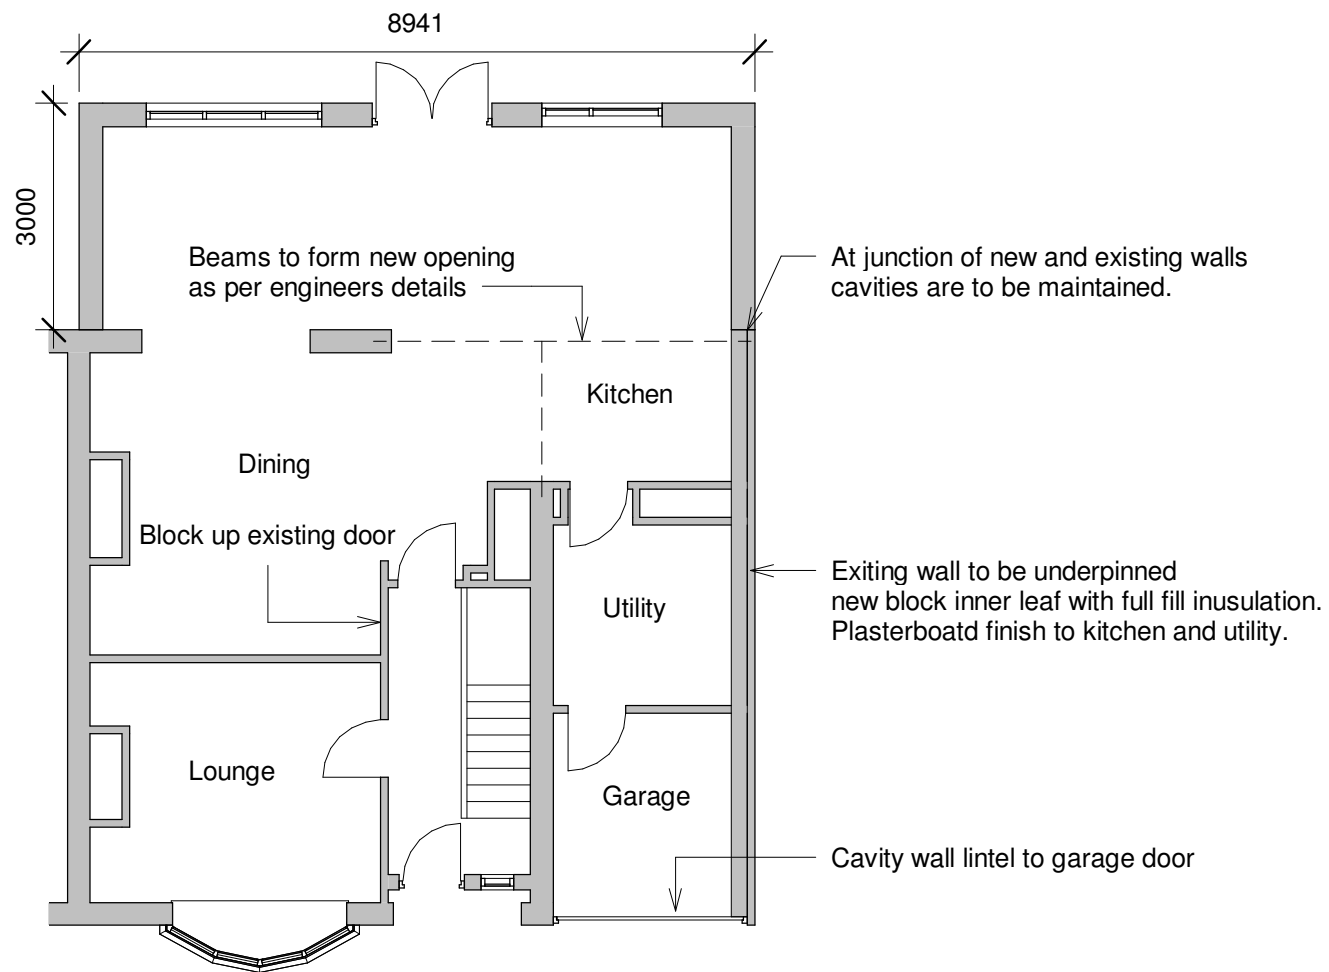 8941
3000
Beams to form new opening
as per engineers details
At junction of new and existing walls
cavities are to be maintained.
Kitchen
Dining
Block up existing door
Exiting wall to be underpinned
new block inner leaf with full fill inusulation.
Plasterboatd finish to kitchen and utility.
Utility
Lounge
Garage
Cavity wall lintel to garage door